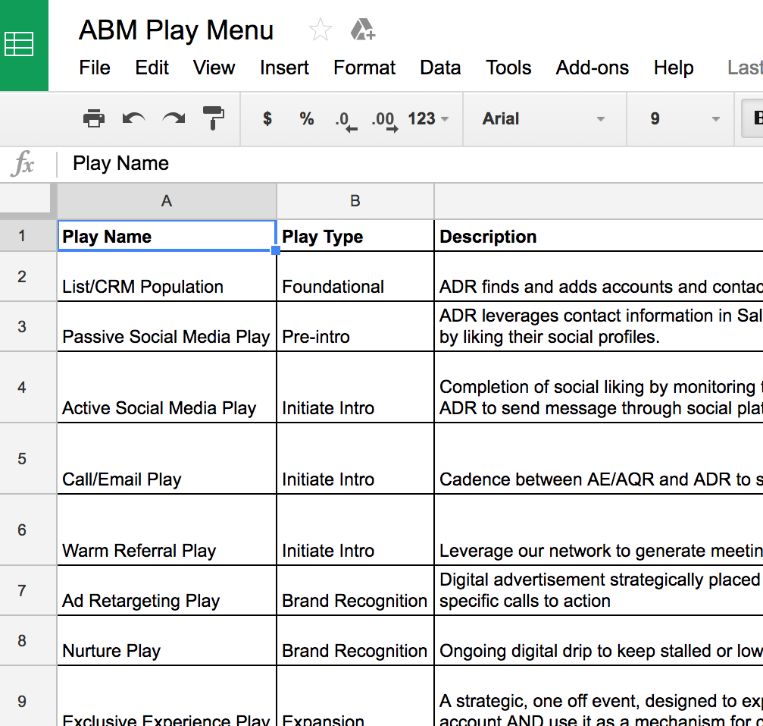 ABM Play Menu
File Edit View Insert Format Data Tools Add-ons Help Last
$ % .0 .00 123 Arial 9 B
fx Play Name
A B
1 Play Name Play Type Description
2 List/CRM Population Foundational ADR finds and adds accounts and contac
ADR leverages contact information in Sal
3 Passive Social Media Play Pre-intro by liking their social profiles.
Completion of social liking by monitoring
4 Active Social Media Play Initiate Intro ADR to send message through social plat
5 Call/Email Play Initiate Intro Cadence between AE/AQR and ADR to s
6 Warm Referral Play Initiate Intro Leverage our network to generate meetin
Digital advertisement strategically placed
7 Ad Retargeting Play Brand Recognition specific calls to action
8 Nurture Play Brand Recognition Ongoing digital drip to keep stalled or low
A strategic, one off event, designed to exp
9 Exclusive Experience Play Expansion account AND use it as a mechanism for